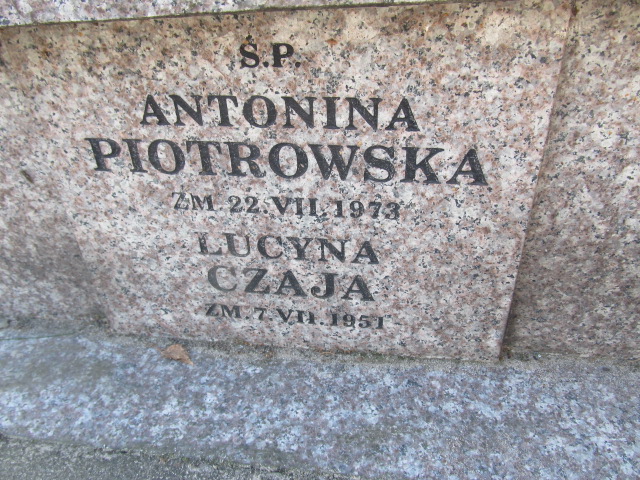 Ś.P.
ANTONINA
PIOTROWSKA
ZM 22.VII.1973
LUCYNA
CZAJA
ZM 7 VII.1951